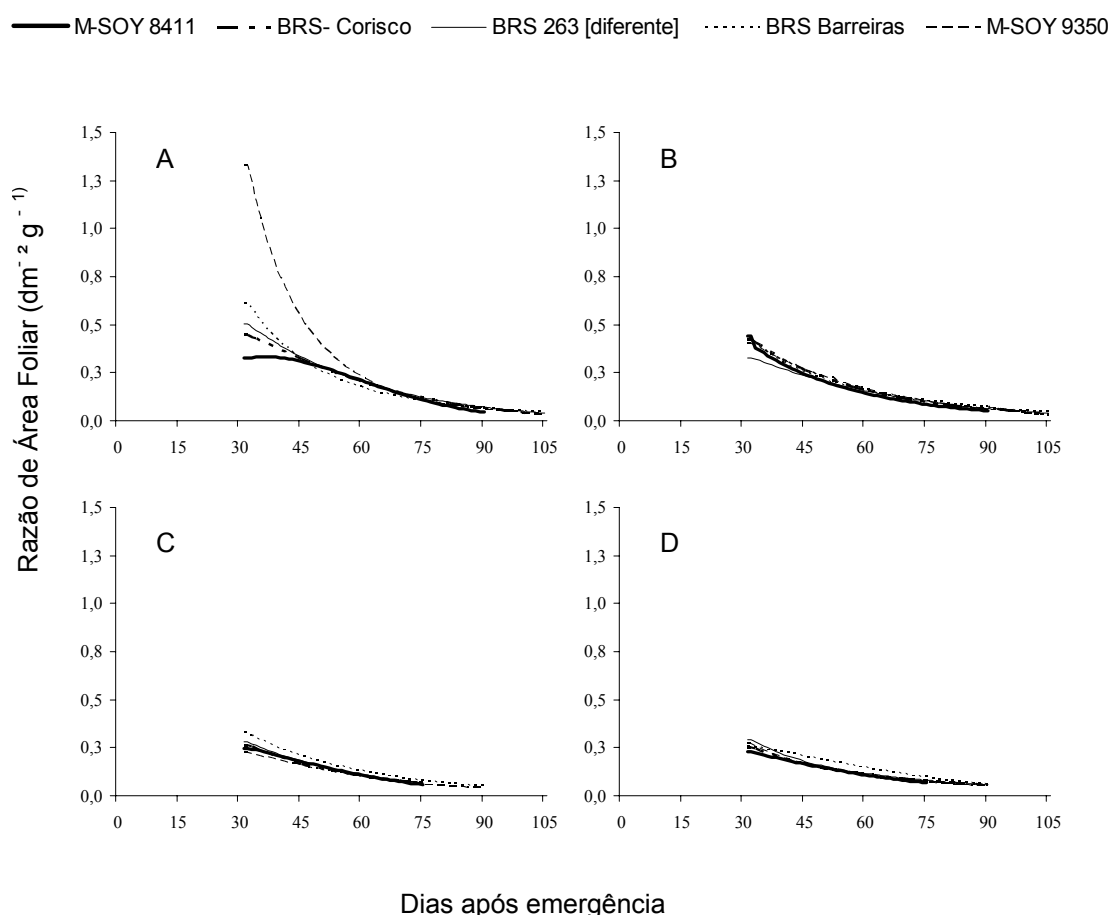 M-SOY 8411 BRS- Corisco BRS 263 [diferente] BRS Barreiras M-SOY 9350
Razão de Área Foliar (dm⁻² g⁻¹)
A
1,5
1,3
1,0
0,8
0,5
0,3
0,0
0 15 30 45 60 75 90 105
B
1,5
1,3
1,0
0,8
0,5
0,3
0,0
0 15 30 45 60 75 90 105
C
1,5
1,3
1,0
0,8
0,5
0,3
0,0
0 15 30 45 60 75 90 105
D
1,5
1,3
1,0
0,8
0,5
0,3
0,0
0 15 30 45 60 75 90 105
Dias após emergência